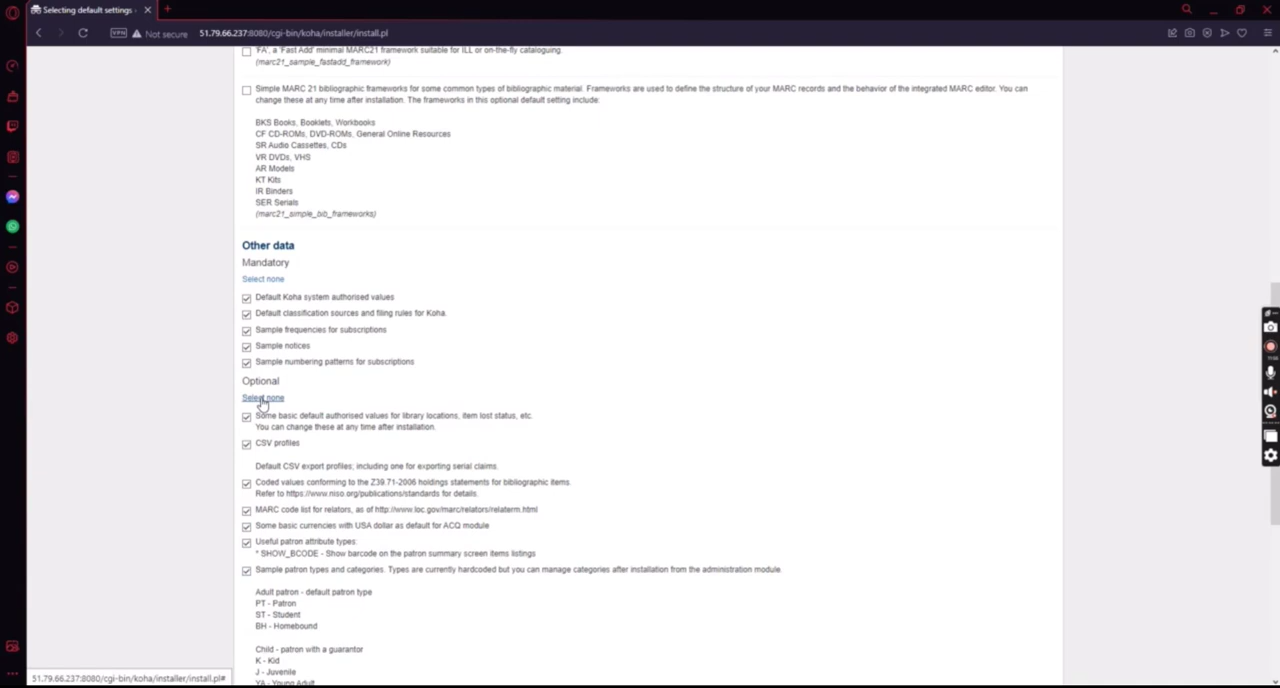 Selecting default settings -
VPN
Not secure
51.79.66.237:8080/cgi-bin/koha/installer/install.pl
'FA', a 'Fast Add' minimal MARC21 framework suitable for ILL or on-the-fly cataloguing.
(marc21_sample_fastadd_framework)
Simple MARC 21 bibliographic frameworks for some common types of bibliographic material. Frameworks are used to define the structure of your MARC records and the behavior of the integrated MARC editor. You can
change these at any time after installation. The frameworks in this optional default setting include:
BKS Books, Booklets, Workbooks
CF CD-ROMs, DVD-ROMs, General Online Resources
SR Audio Cassettes, CDs
VR DVDs, VHS
AR Models
KT Kits
IR Binders
SER Serials
(marc21_simple_bib_frameworks)
Other data
Mandatory
Select none
Default Koha system authorised values
Default classification sources and filing rules for Koha.
Sample frequencies for subscriptions
Sample notices
Sample numbering patterns for subscriptions
Optional
Select none
Some basic default authorised values for library locations, item lost status, etc.
You can change these at any time after installation.
CSV profiles
Default CSV export profiles; including one for exporting serial claims.
Coded values conforming to the Z39.71-2006 holdings statements for bibliographic items.
Refer to https://www.niso.org/publications/standards for details.
MARC code list for relators, as of http://www.loc.gov/marc/relators/relaterm.html
Some basic currencies with USA dollar as default for ACQ module
Useful patron attribute types:
* SHOW_BCODE - Show barcode on the patron summary screen items listings
Sample patron types and categories. Types are currently hardcoded but you can manage categories after installation from the administration module.
Adult patron - default patron type
PT - Patron
ST - Student
BH - Homebound
Child - patron with a guarantor
K - Kid
J - Juvenile
YA - Young Adult
51.79.66.237:8080/cgi-bin/koha/installer/install.pl#